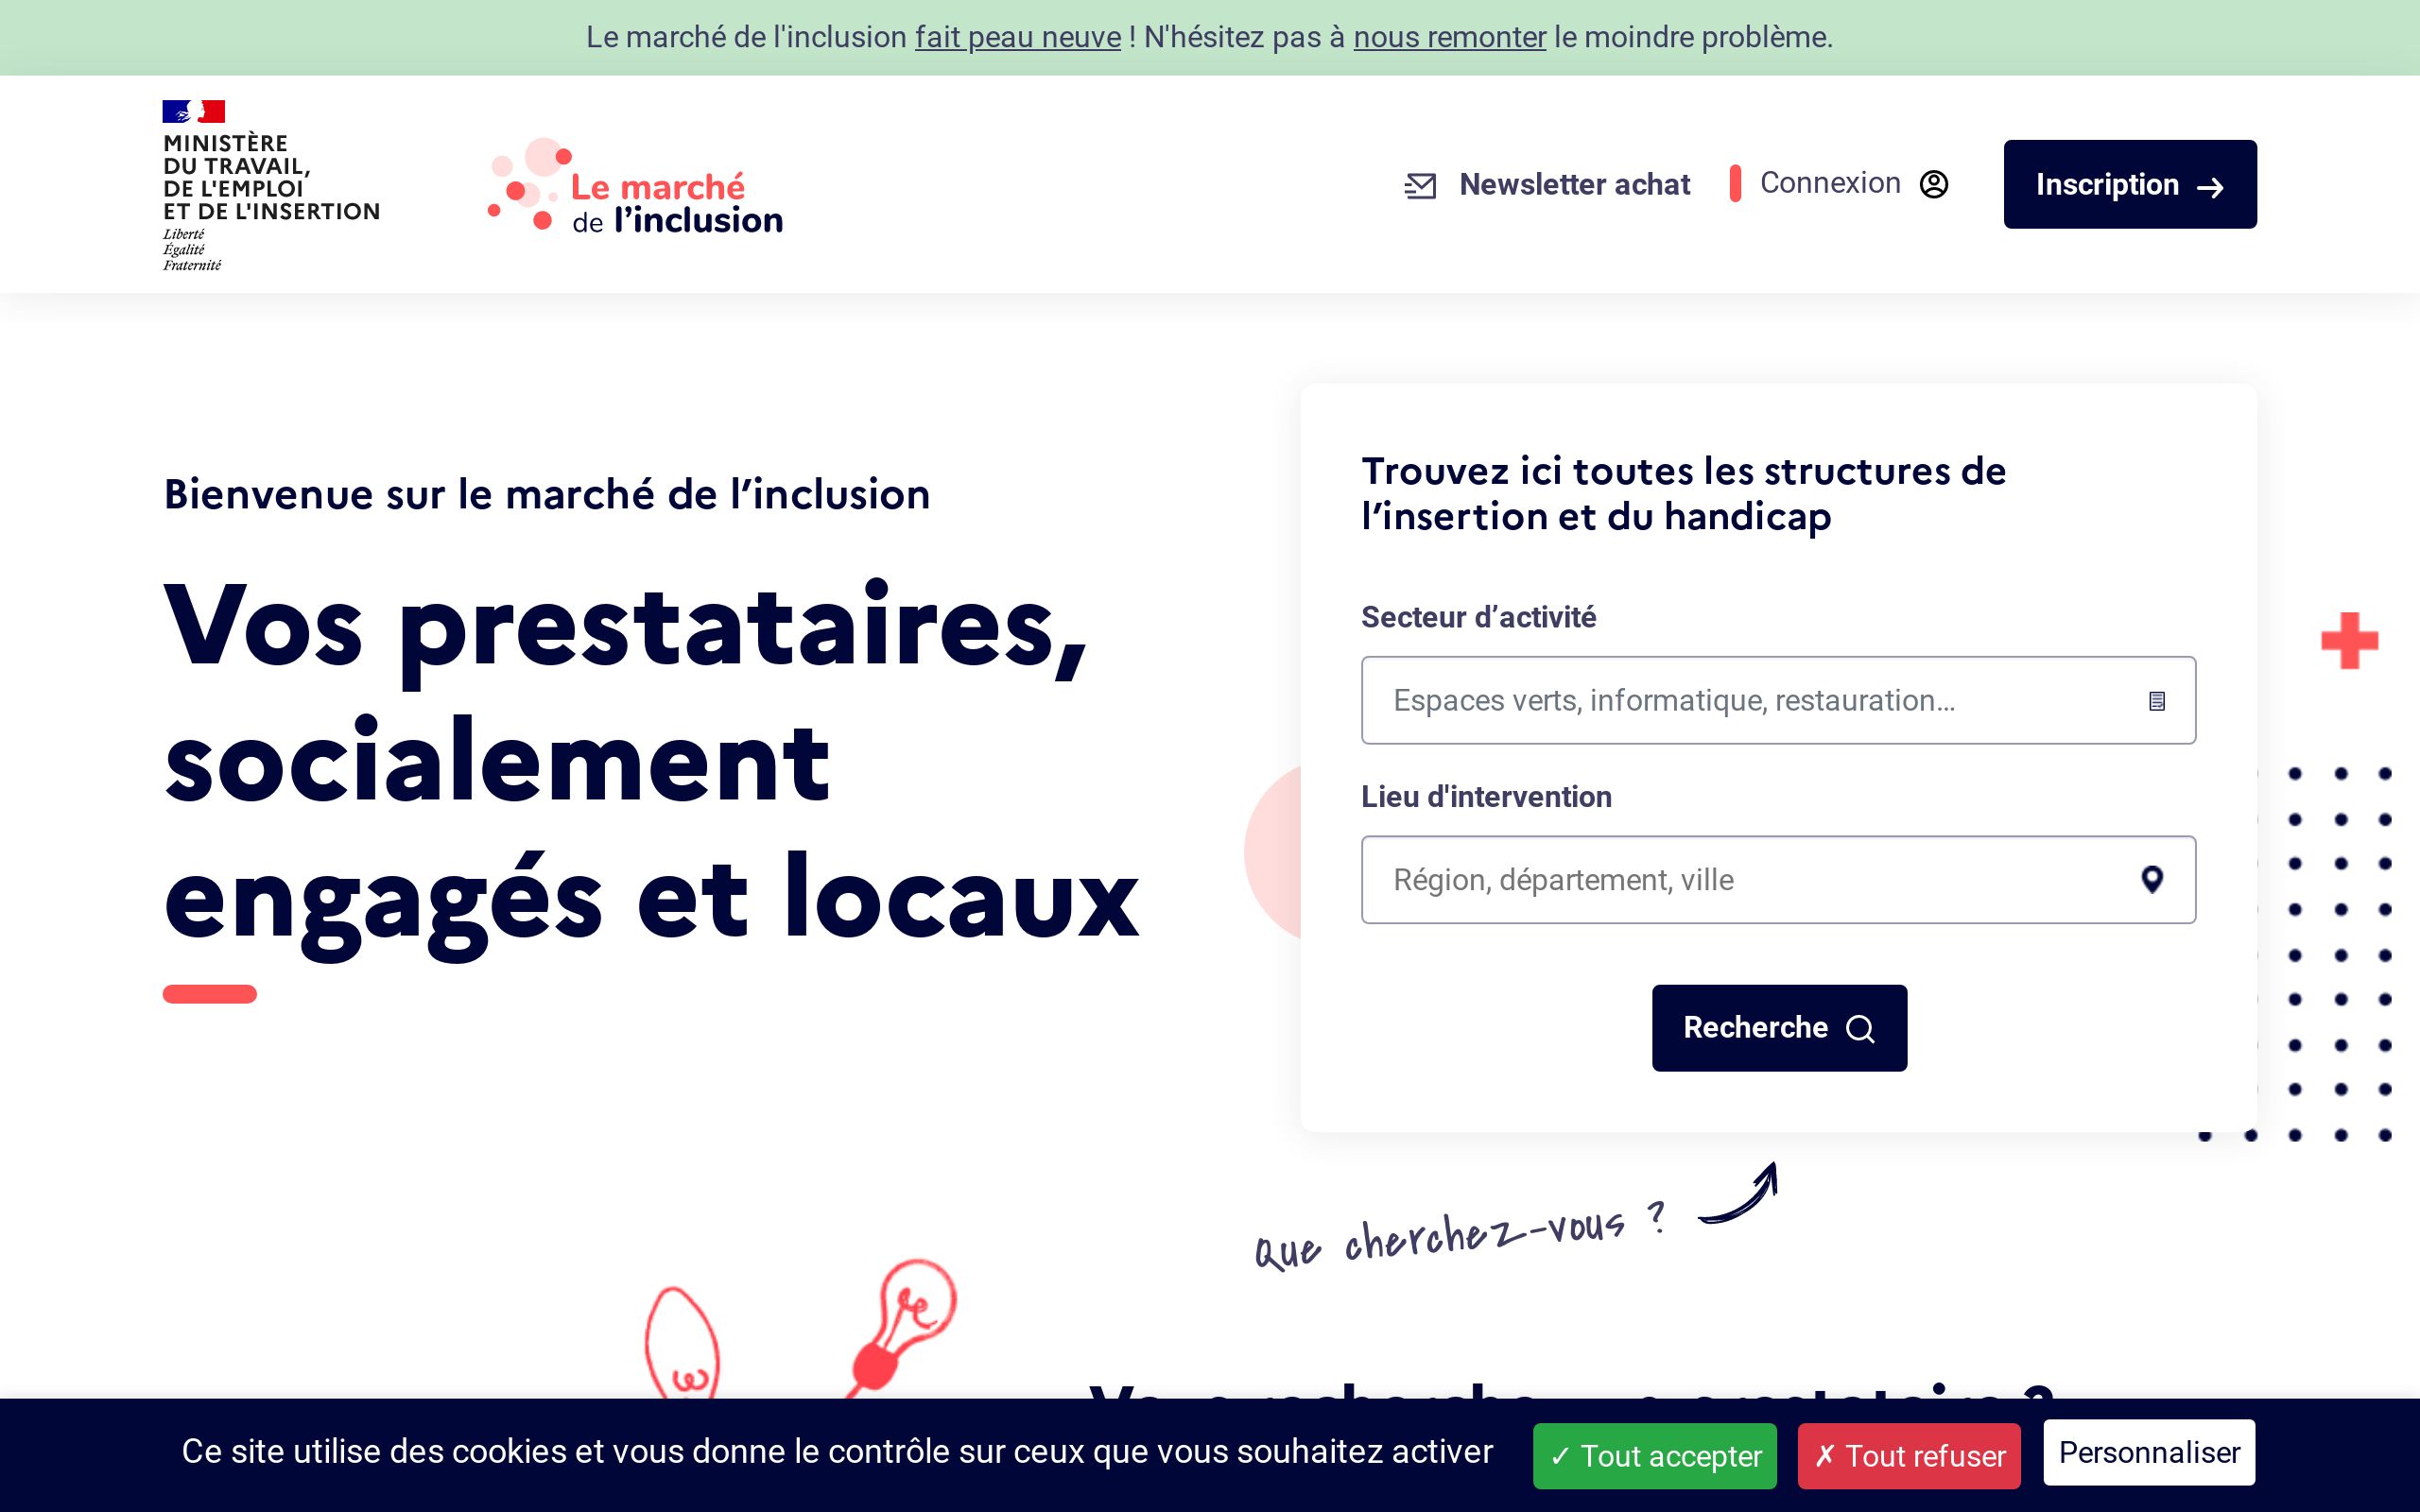 Le marché de l'inclusion fait peau neuve ! N'hésitez pas à nous remonter le moindre problème.
MINISTÈRE
DU TRAVAIL,
DE L'EMPLOI
ET DE L'INSERTION
Liberté
Égalité
Fraternité
Le marché
de l’inclusion
Newsletter achat
Connexion
Inscription
Bienvenue sur le marché de l’inclusion
Vos prestataires,
socialement
engagés et locaux
Trouvez ici toutes les structures de
l’insertion et du handicap
Secteur d’activité
Espaces verts, informatique, restauration…
Lieu d'intervention
Région, département, ville
Recherche
Que cherchez-vous ?
Ce site utilise des cookies et vous donne le contrôle sur ceux que vous souhaitez activer
✓ Tout accepter
✗ Tout refuser
Personnaliser